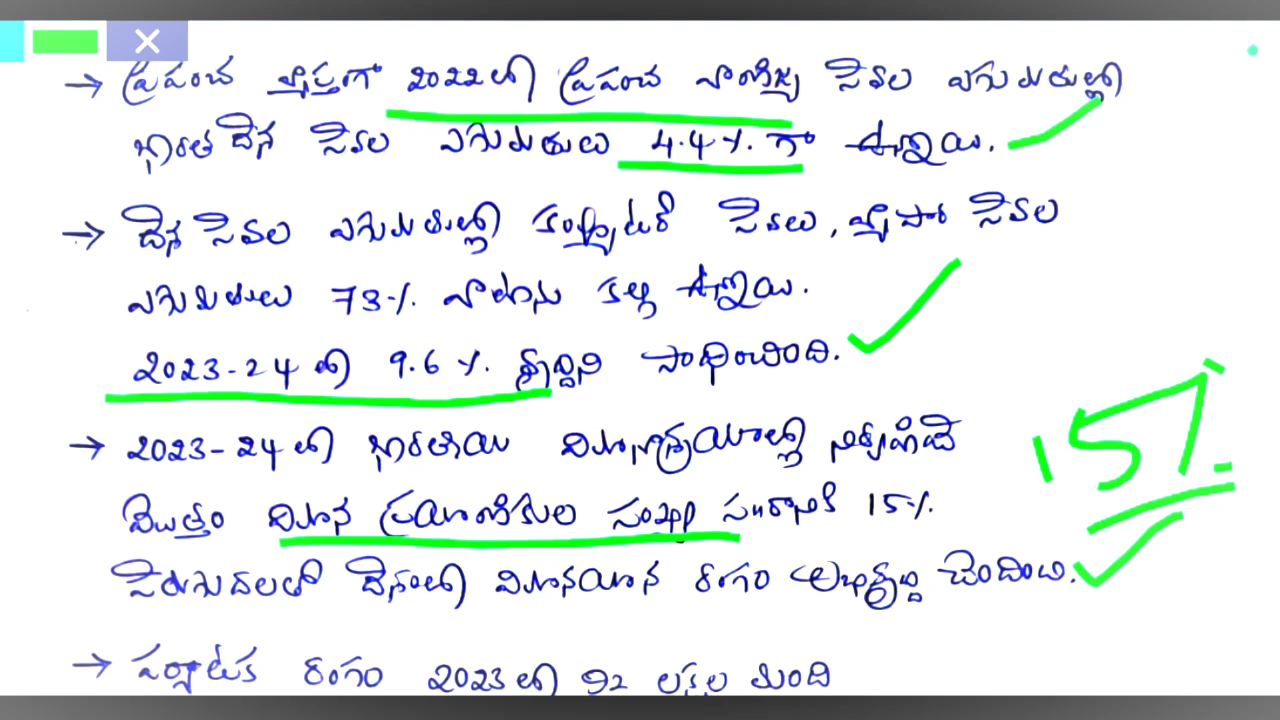 → ప్రపంచ వ్యాప్తంగా 2022లో ప్రపంచ వాణిజ్య సేవల ఎగుమతుల్లో
భారత దేశ సేవల ఎగుమతులు 4.4% గా ఉన్నాయి.
→ దేశ సేవల ఎగుమతుల్లో కంప్యూటర్ సేవలు, వ్యాపార సేవల
ఎగుమతులు 73% వాటాను కల్గి ఉన్నాయి.
2023-24 లో 9.6 % వృద్ధిని సాధించింది.
→ 2023-24 లో భారతీయ విమానాశ్రయాల్లో నిర్వహించే
మొత్తం విమాన ప్రయాణికుల సంఖ్య సం॥రానికి 15%
పెరుగుదలతో దేశంలో విమానయాన రంగం అభివృద్ధి చెందింది.
15%
→ పర్యాటక రంగం 2023 లో 92 లక్షల మంది